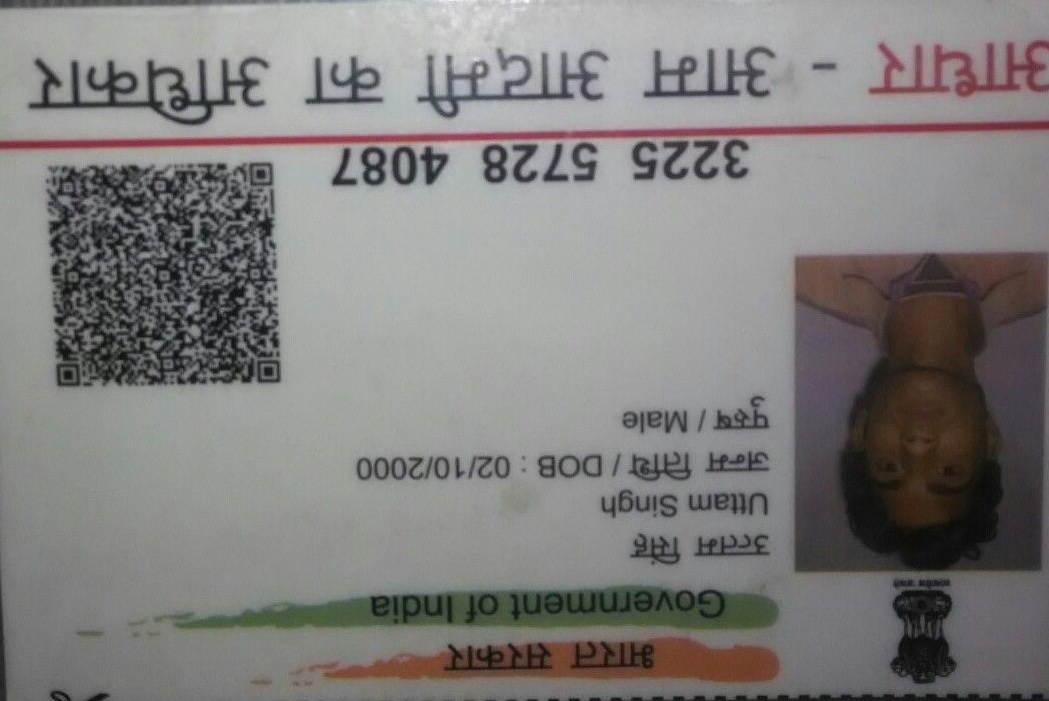 भारत सरकार
Government of India
उत्तम सिंह
Uttam Singh
जन्म तिथि / DOB : 02/10/2000
पुरुष / Male
3225 5728 4087
आधार - आम आदमी का अधिकार